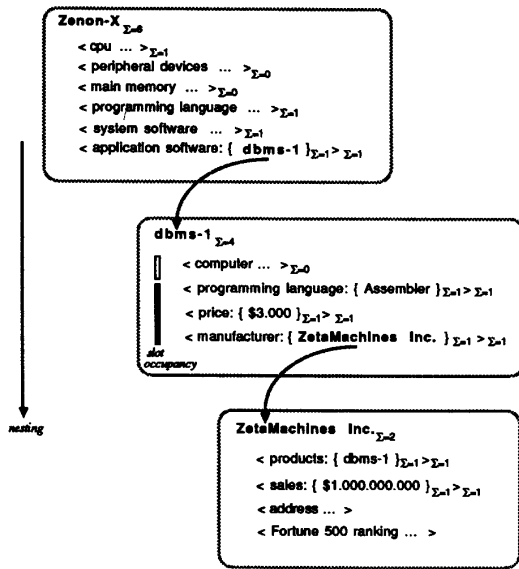 Zenon-X Σ=6
< cpu ... > Σ=1
< peripheral devices ... > Σ=0
< main memory ... > Σ=0
< programming language ... > Σ=1
< system software ... > Σ=1
< application software: { dbms-1 } Σ=1 > Σ=1
dbms-1 Σ=4
< computer ... > Σ=0
< programming language: { Assembler } Σ=1 > Σ=1
< price: { $3.000 } Σ=1 > Σ=1
< manufacturer: { ZetaMachines Inc. } Σ=1 > Σ=1
slot
occupancy
nesting
ZetaMachines Inc. Σ=2
< products: { dbms-1 } Σ=1 > Σ=1
< sales: { $1.000.000.000 } Σ=1 > Σ=1
< address ... >
< Fortune 500 ranking ... >